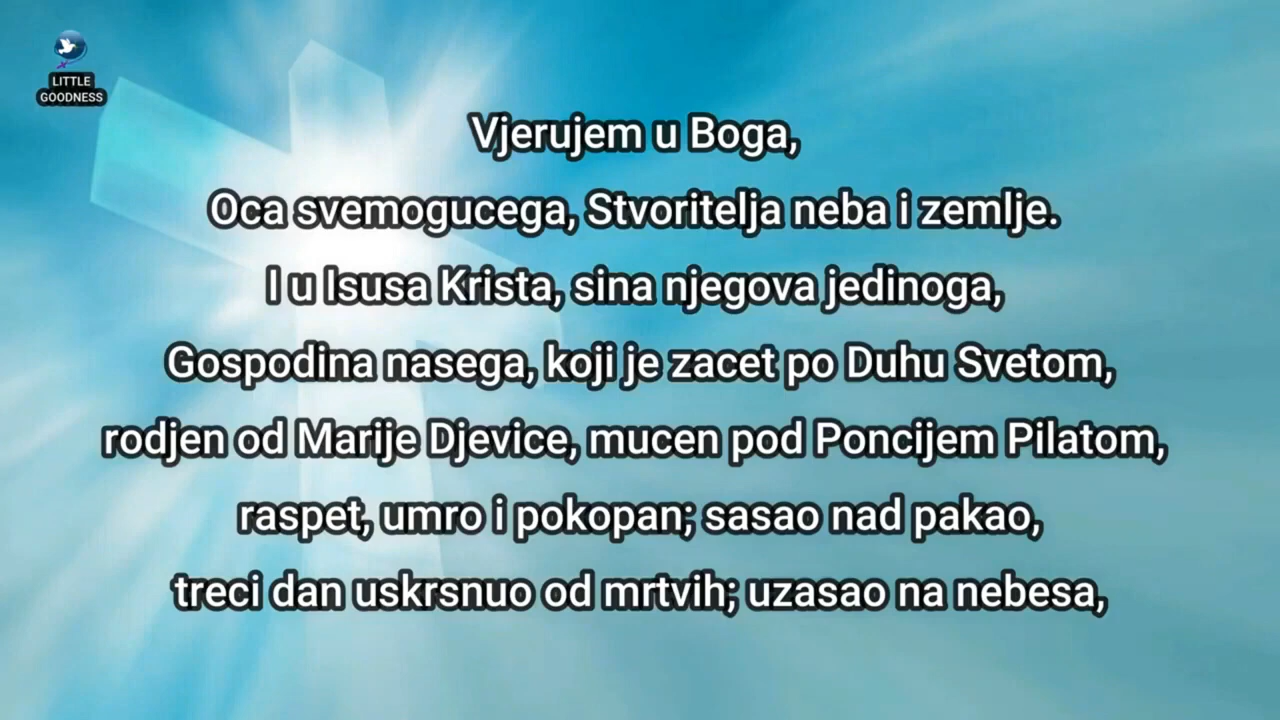 LITTLE
GOODNESS
Vjerujem u Boga,
Oca svemogucega, Stvoritelja neba i zemlje.
I u Isusa Krista, sina njegova jedinoga,
Gospodina nasega, koji je zacet po Duhu Svetom,
rodjen od Marije Djevice, mucen pod Poncijem Pilatom,
raspet, umro i pokopan; sasao nad pakao,
treci dan uskrsnuo od mrtvih; uzasao na nebesa,